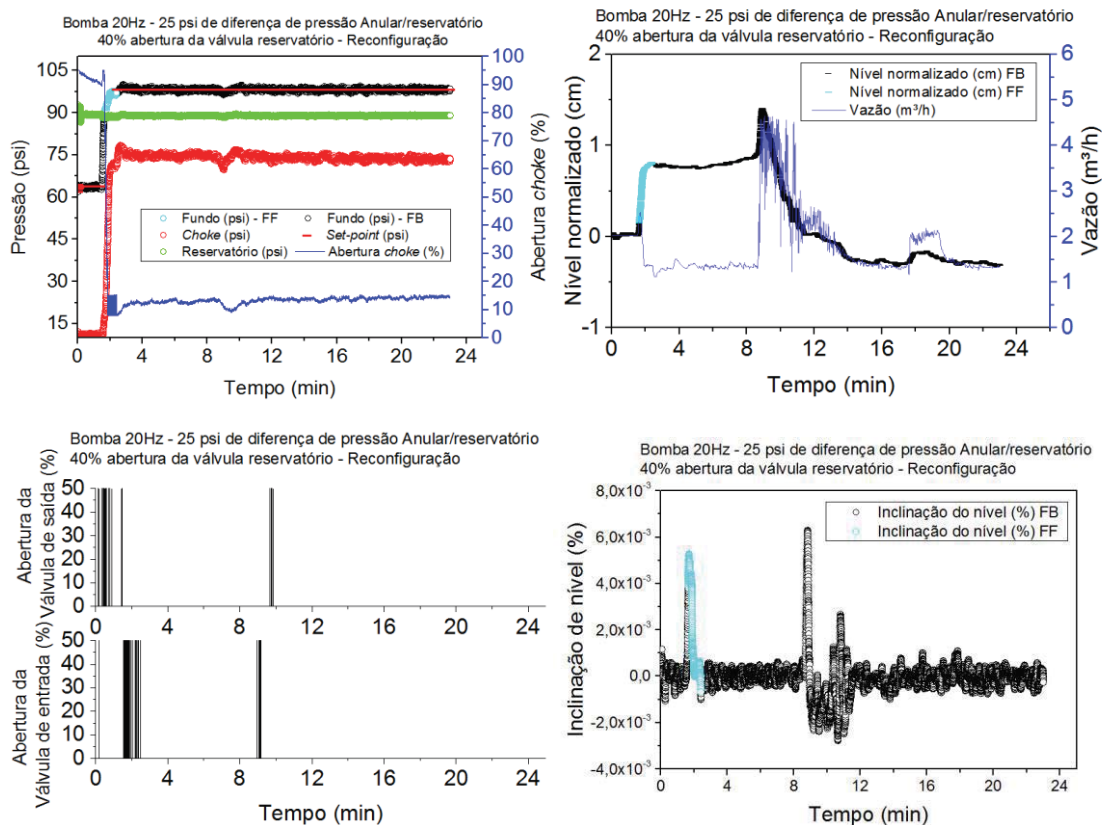 Bomba 20Hz - 25 psi de diferença de pressão Anular/reservatório
40% abertura da válvula reservatório - Reconfiguração
105
90
75
60
45
30
15
Pressão (psi)
100
90
80
70
60
50
40
30
20
10
0
Abertura choke (%)
Fundo (psi) - FF
Fundo (psi) - FB
Choke (psi)
Set-point (psi)
Reservatório (psi)
Abertura choke (%)
0 4 8 12 16 20 24
Tempo (min)
Bomba 20Hz - 25 psi de diferença de pressão Anular/reservatório
40% abertura da válvula reservatório - Reconfiguração
2
1
0
-1
Nível normalizado (cm)
6
5
4
3
2
1
0
Vazão (m³/h)
Nível normalizado (cm) FB
Nível normalizado (cm) FF
Vazão (m³/h)
0 4 8 12 16 20 24
Tempo (min)
Bomba 20Hz - 25 psi de diferença de pressão Anular/reservatório
40% abertura da válvula reservatório - Reconfiguração
50
40
30
20
10
0
Abertura da
Válvula de saída (%)
0 4 8 12 16 20 24
50
40
30
20
10
0
Abertura da
Válvula de entrada (%)
0 4 8 12 16 20 24
Tempo (min)
Bomba 20Hz - 25 psi de diferença de pressão Anular/reservatório
40% abertura da válvula reservatório - Reconfiguração
8,0x10⁻³
6,0x10⁻³
4,0x10⁻³
2,0x10⁻³
0,0
-2,0x10⁻³
-4,0x10⁻³
Inclinação de nível (%)
Inclinação do nível (%) FB
Inclinação do nível (%) FF
0 4 8 12 16 20 24
Tempo (min)